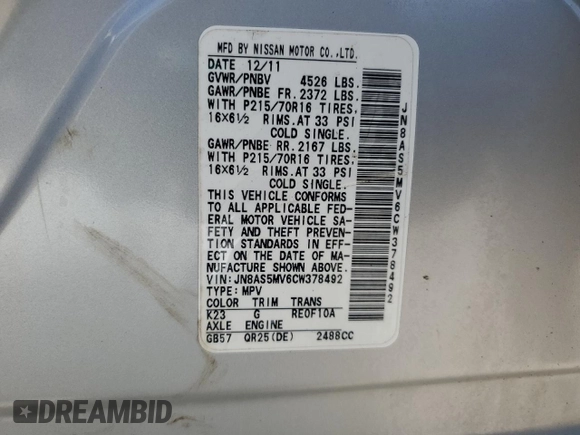 MFD BY NISSAN MOTOR CO.,LTD.
DATE 12/11
GVWR/PNBV 4526 LBS.
GAWR/PNBE FR. 2372 LBS.
WITH P215/70R16 TIRES.
16X6½ RIMS. AT 33 PSI
COLD SINGLE.
GAWR/PNBE RR. 2167 LBS.
WITH P215/70R16 TIRES.
16X6½ RIMS. AT 33 PSI
COLD SINGLE.
THIS VEHICLE CONFORMS
TO ALL APPLICABLE FED-
ERAL MOTOR VEHICLE SA-
FETY AND THEFT PREVEN-
TION STANDARDS IN EFF-
ECT ON THE DATE OF MA-
NUFACTURE SHOWN ABOVE.
VIN: JN8AS5MV6CW378492
TYPE: MPV
COLOR TRIM TRANS
K23 G RE0F10A
AXLE ENGINE
GB57 QR25(DE) 2488CC
JN8AS5MV6CW378492
DREAMBID